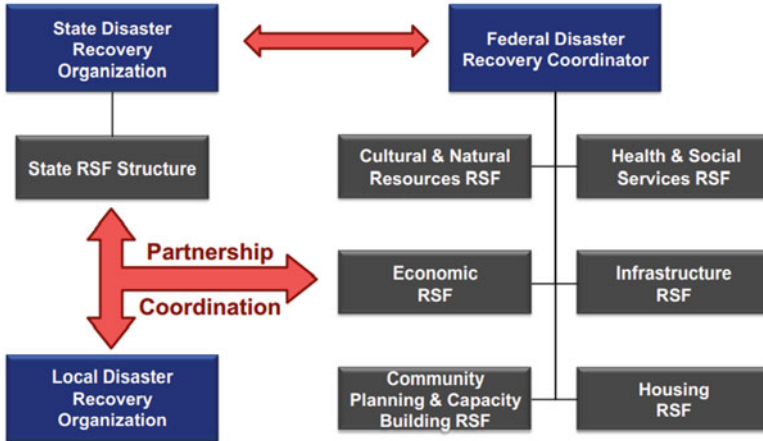 State Disaster
Recovery
Organization
Federal Disaster
Recovery Coordinator
State RSF Structure
Cultural & Natural
Resources RSF
Health & Social
Services RSF
Partnership
Coordination
Economic
RSF
Infrastructure
RSF
Local Disaster
Recovery
Organization
Community
Planning & Capacity
Building RSF
Housing
RSF